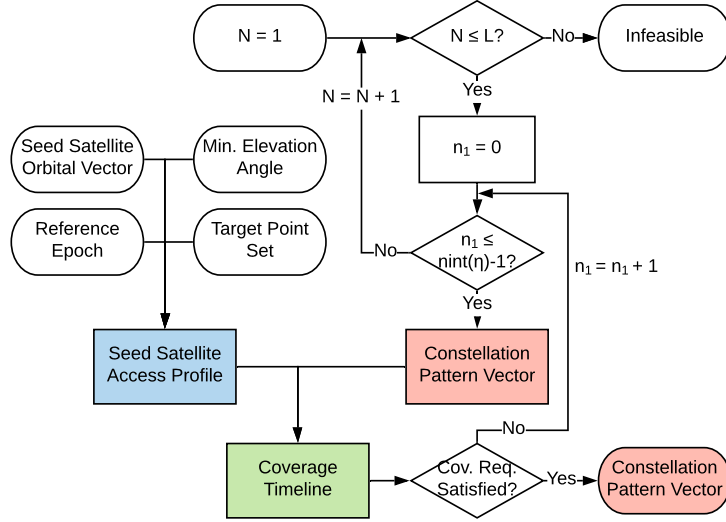 N = 1
N ≤ L?
No
Infeasible
Yes
N = N + 1
n₁ = 0
Seed Satellite
Orbital Vector
Min. Elevation
Angle
Reference
Epoch
Target Point
Set
No
n₁ ≤
nint(η)-1?
n₁ = n₁ + 1
Yes
Seed Satellite
Access Profile
Constellation
Pattern Vector
No
Coverage
Timeline
Cov. Req.
Satisfied?
Yes
Constellation
Pattern Vector